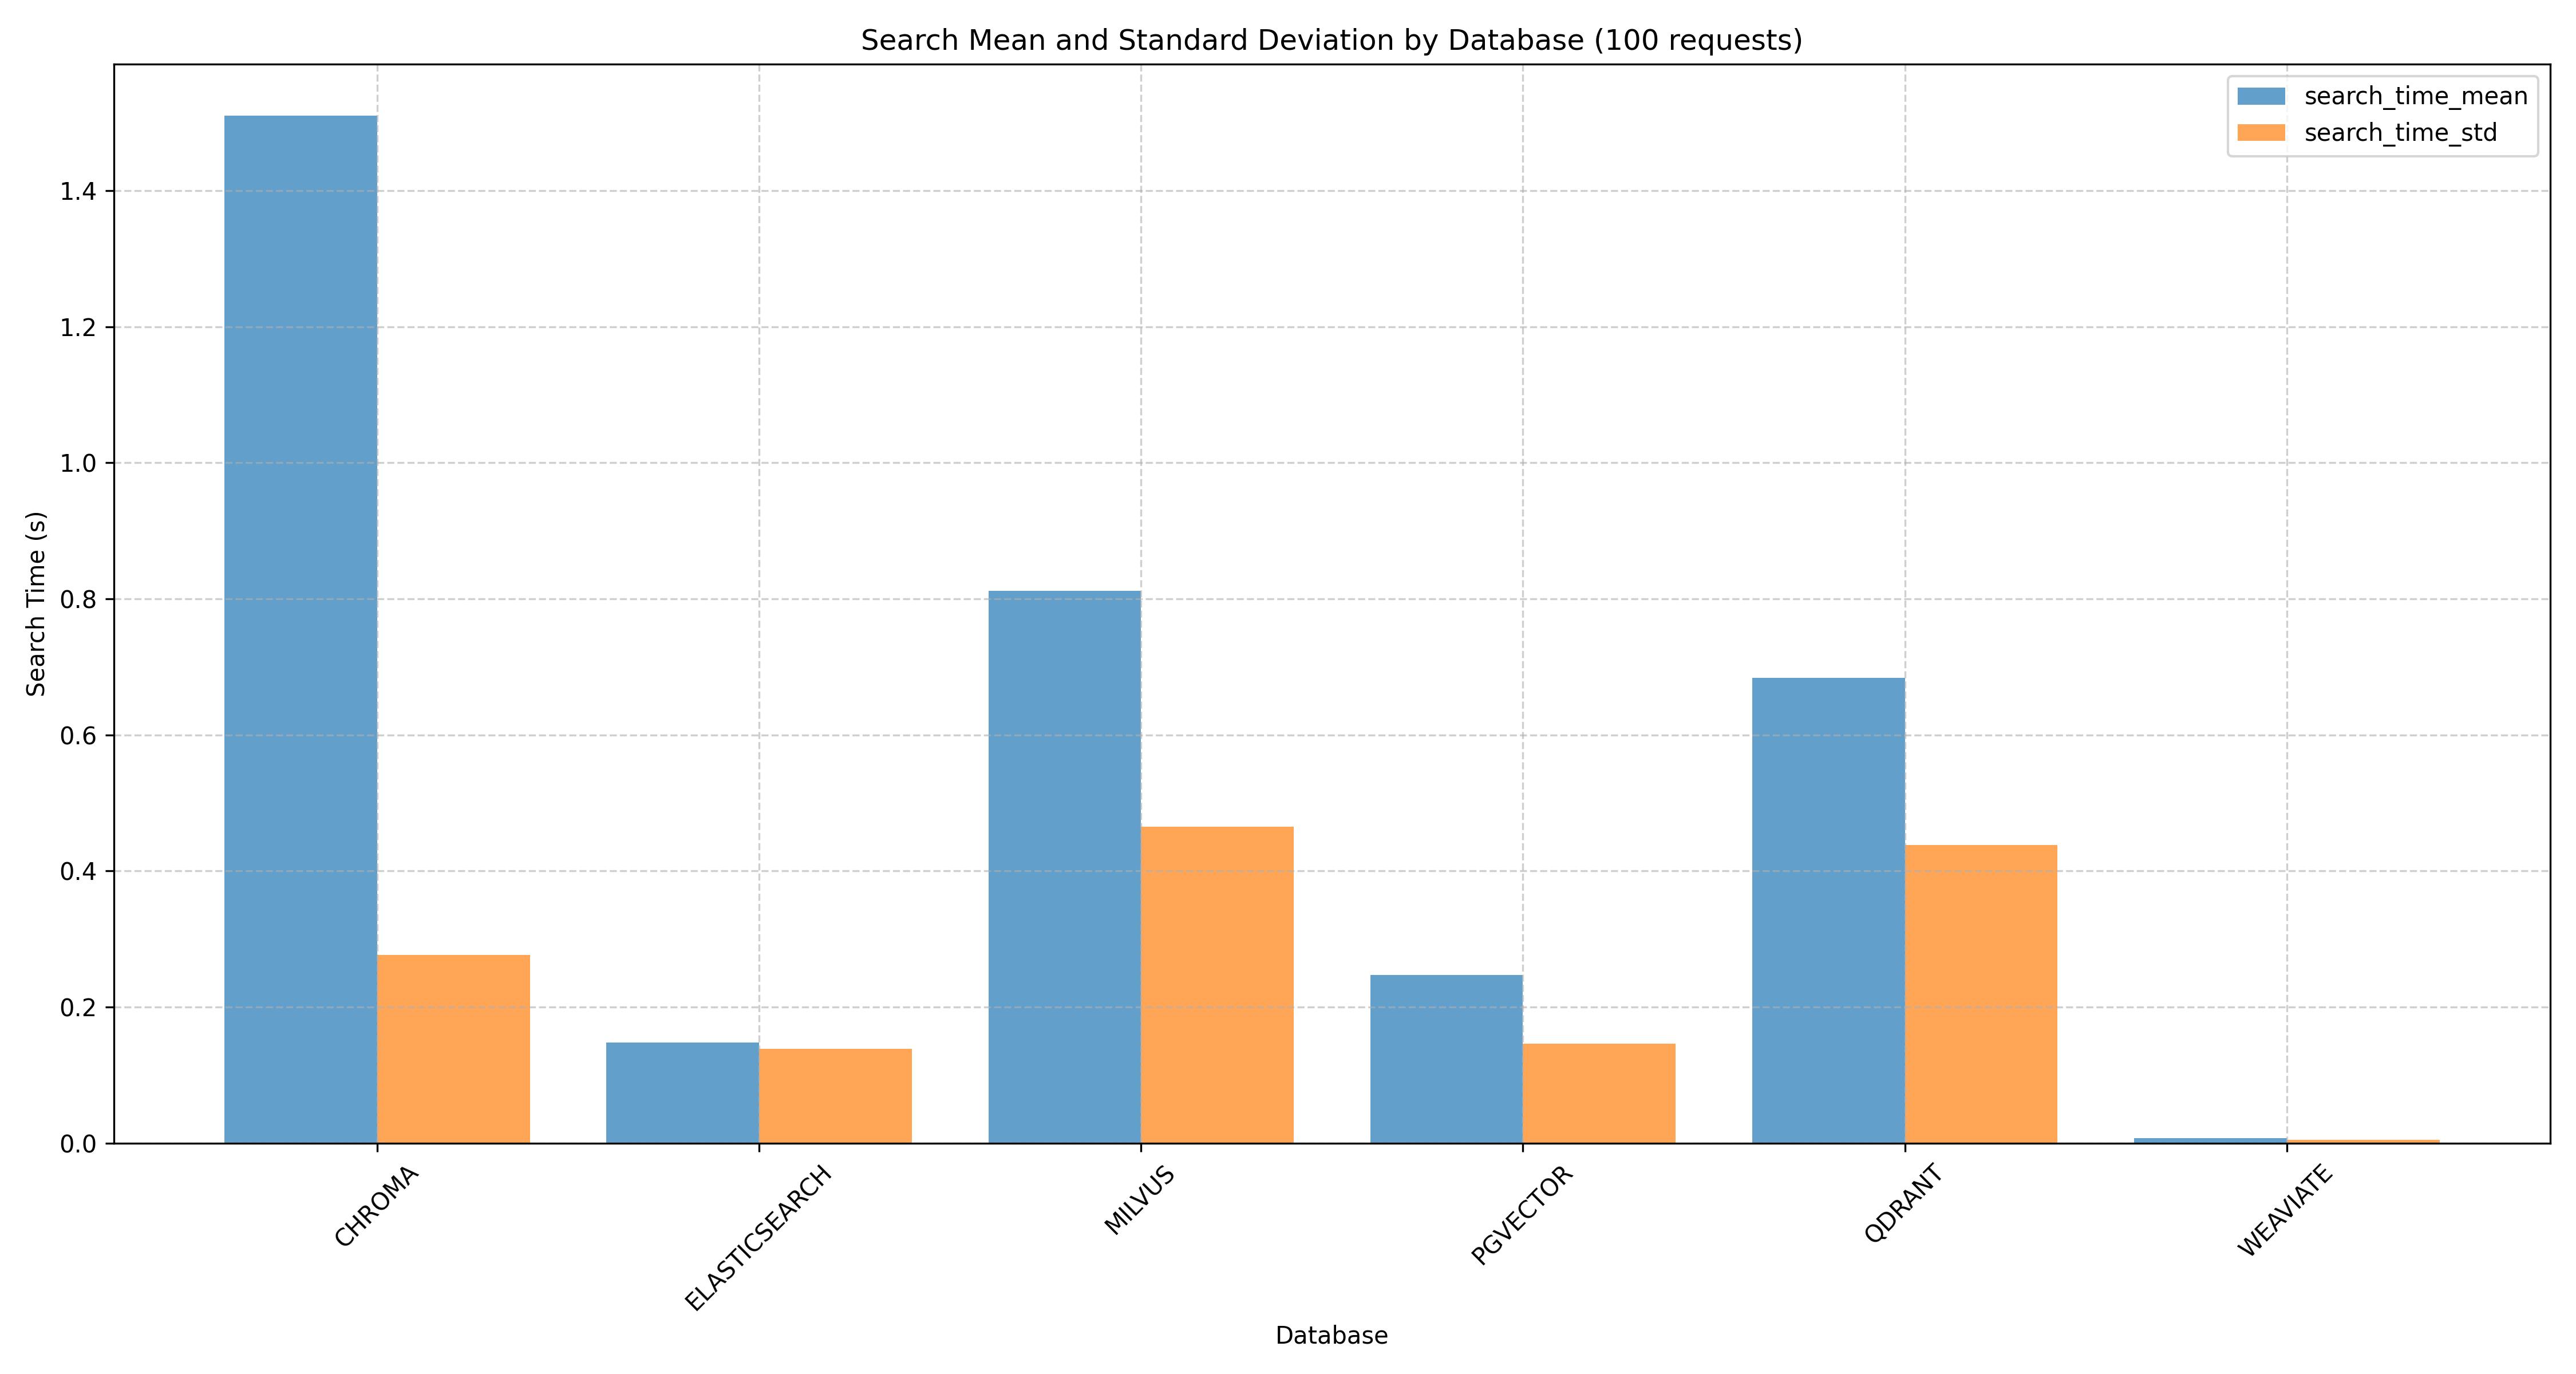 Search Mean and Standard Deviation by Database (100 requests)
search_time_mean
search_time_std
Search Time (s)
1.4
1.2
1.0
0.8
0.6
0.4
0.2
0.0
CHROMA
ELASTICSEARCH
MILVUS
PGVECTOR
QDRANT
WEAVIATE
Database